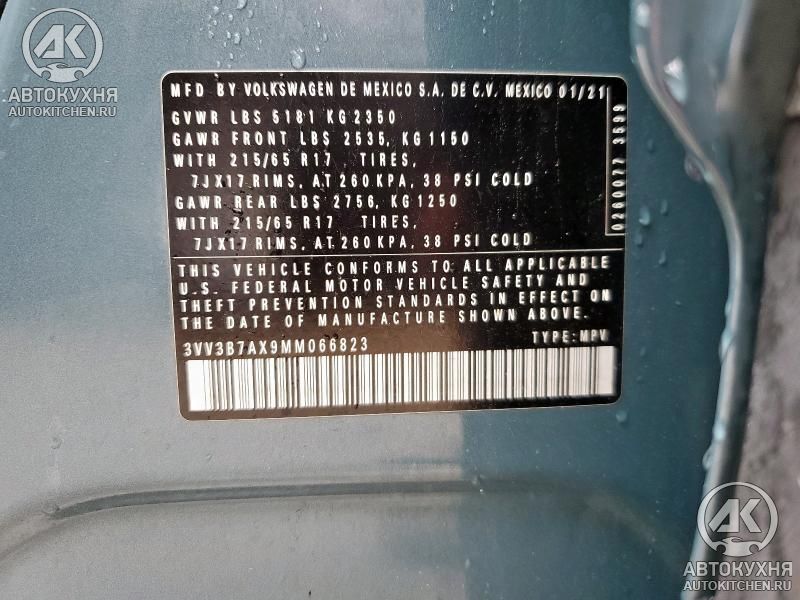 AK
АВТОКУХНЯ
AUTOKITCHEN.RU
MFD BY VOLKSWAGEN DE MEXICO S.A. DE C.V. MEXICO 01/21
GVWR LBS 5181 KG 2350
GAWR FRONT LBS 2535, KG 1150
WITH 215/65 R17 TIRES,
7JX17 RIMS, AT 260 KPA, 38 PSI COLD
GAWR REAR LBS 2756, KG 1250
WITH 215/65 R17 TIRES,
7JX17 RIMS, AT 260 KPA, 38 PSI COLD
0260077 3599
THIS VEHICLE CONFORMS TO ALL APPLICABLE
U.S. FEDERAL MOTOR VEHICLE SAFETY AND
THEFT PREVENTION STANDARDS IN EFFECT ON
THE DATE OF MANUFACTURE SHOWN ABOVE.
3VV3B7AX9MM066823 TYPE:MPV
AK
АВТОКУХНЯ
AUTOKITCHEN.RU